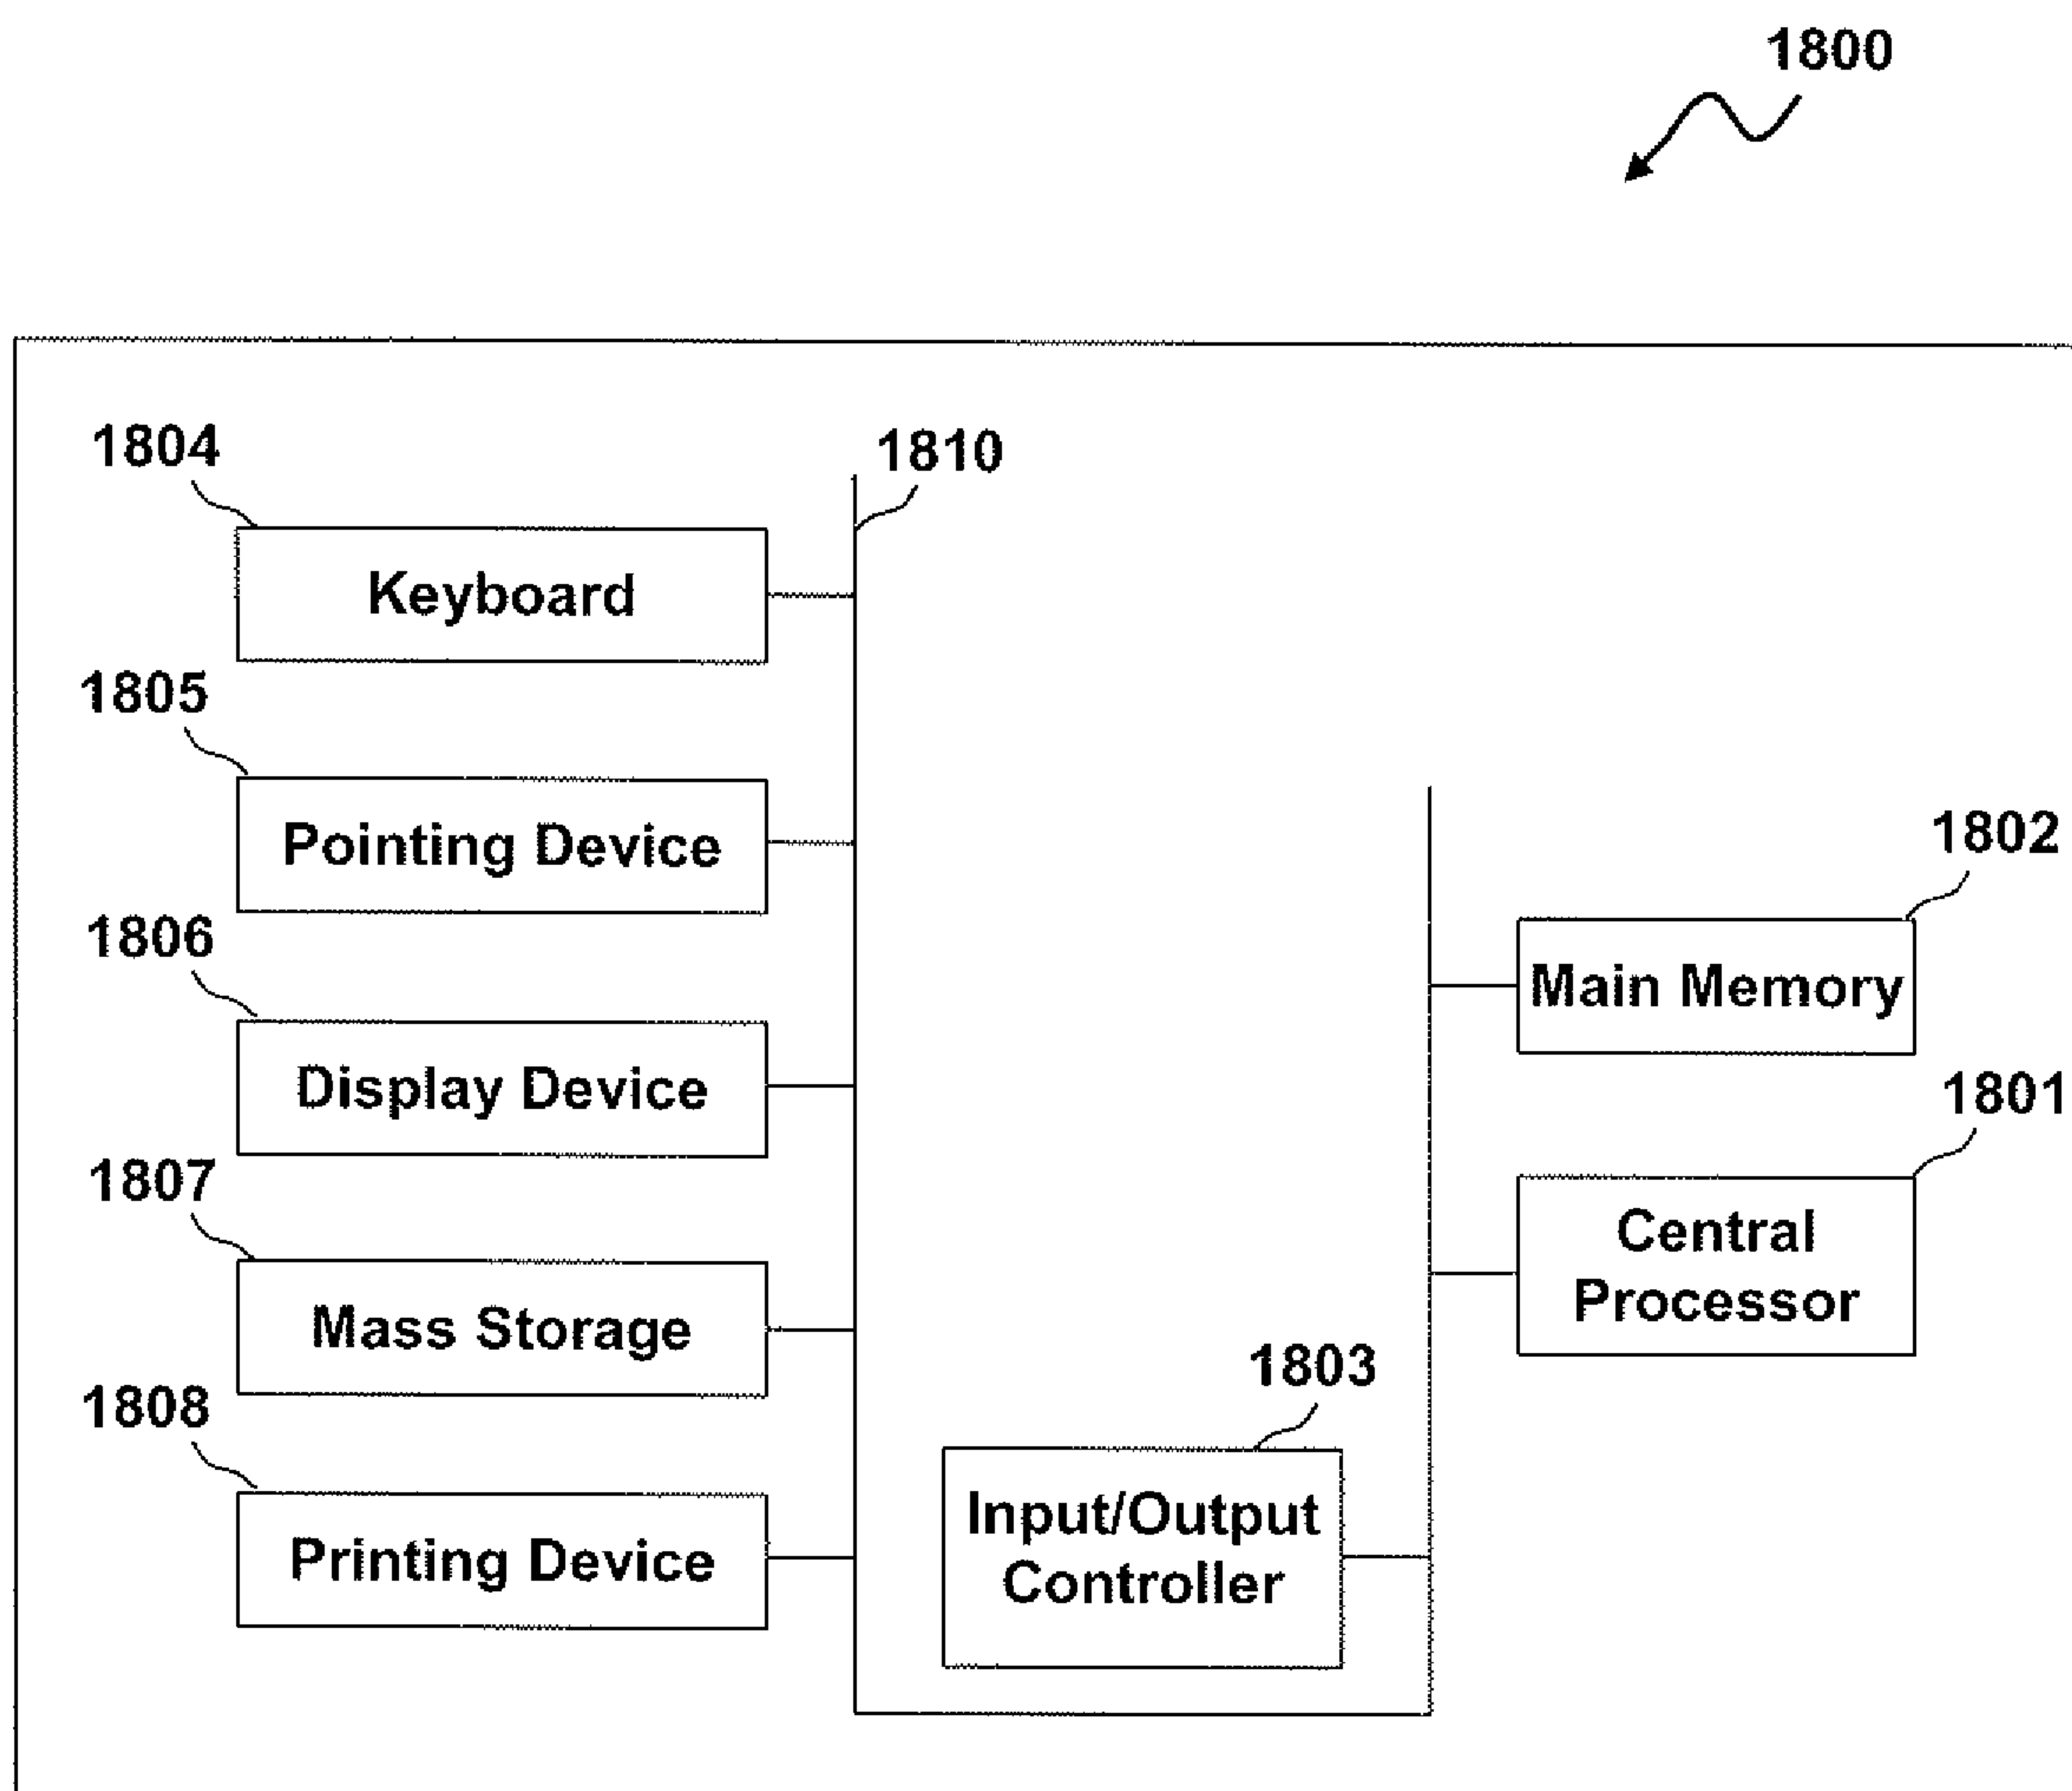 1800
1804
1810
Keyboard
1805
Pointing Device
1802
1806
Main Memory
Display Device
1801
1807
Central
Processor
Mass Storage
1803
1808
Input/Output
Controller
Printing Device